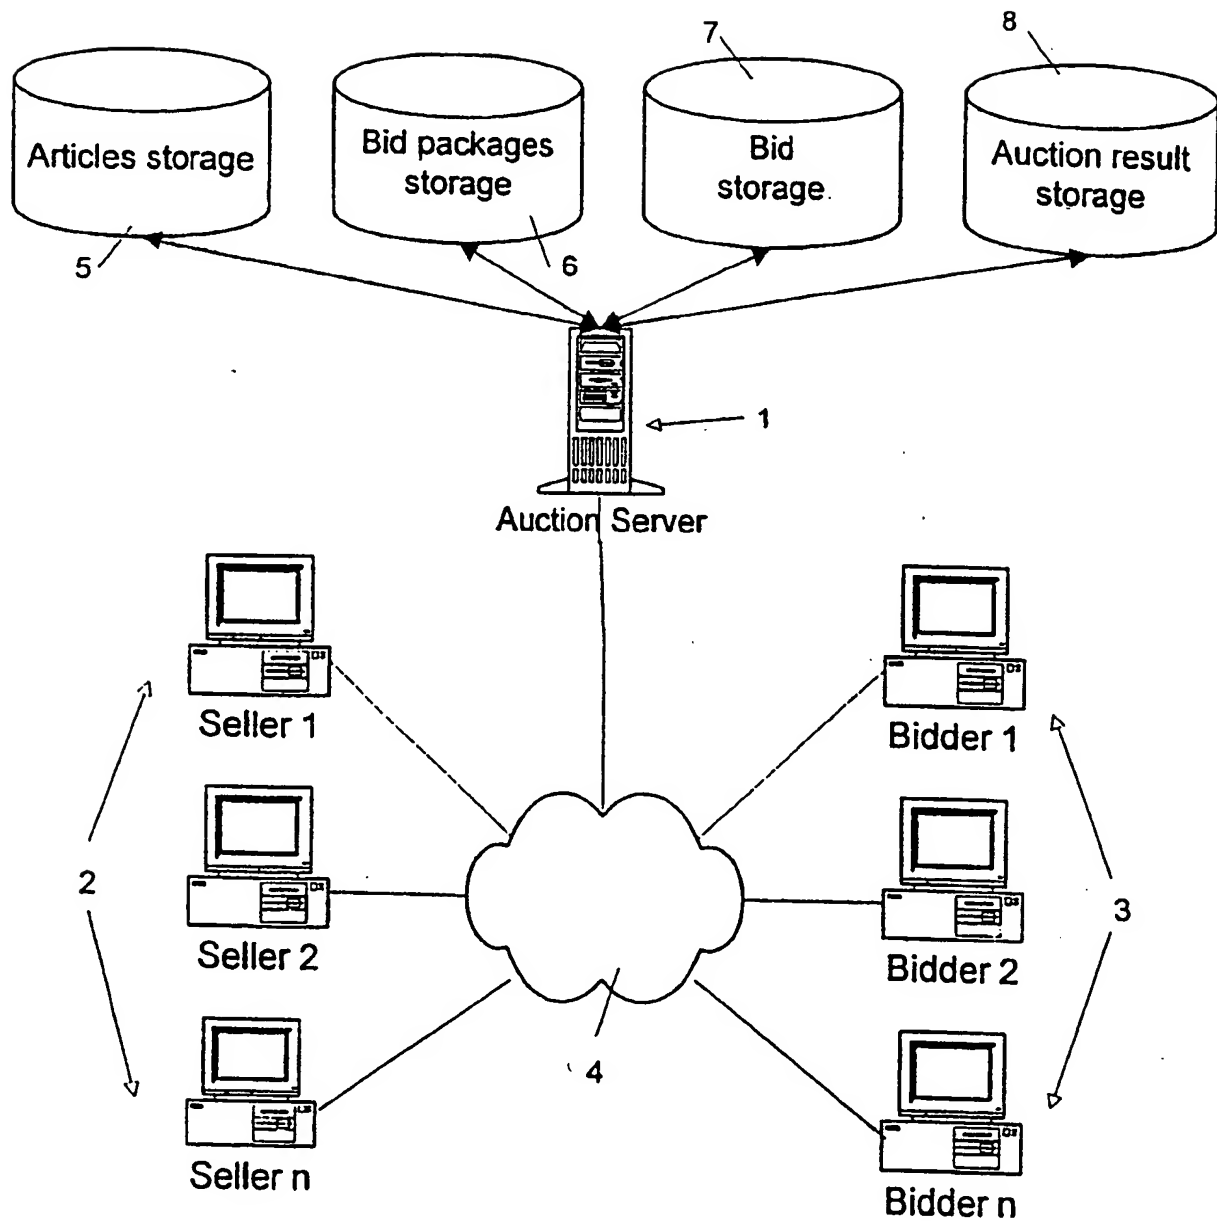 7
8
Articles storage
Bid packages
storage
Bid
storage
Auction result
storage
5
6
1
Auction Server
Seller 1
Bidder 1
2
Seller 2
3
Bidder 2
4
Seller n
Bidder n